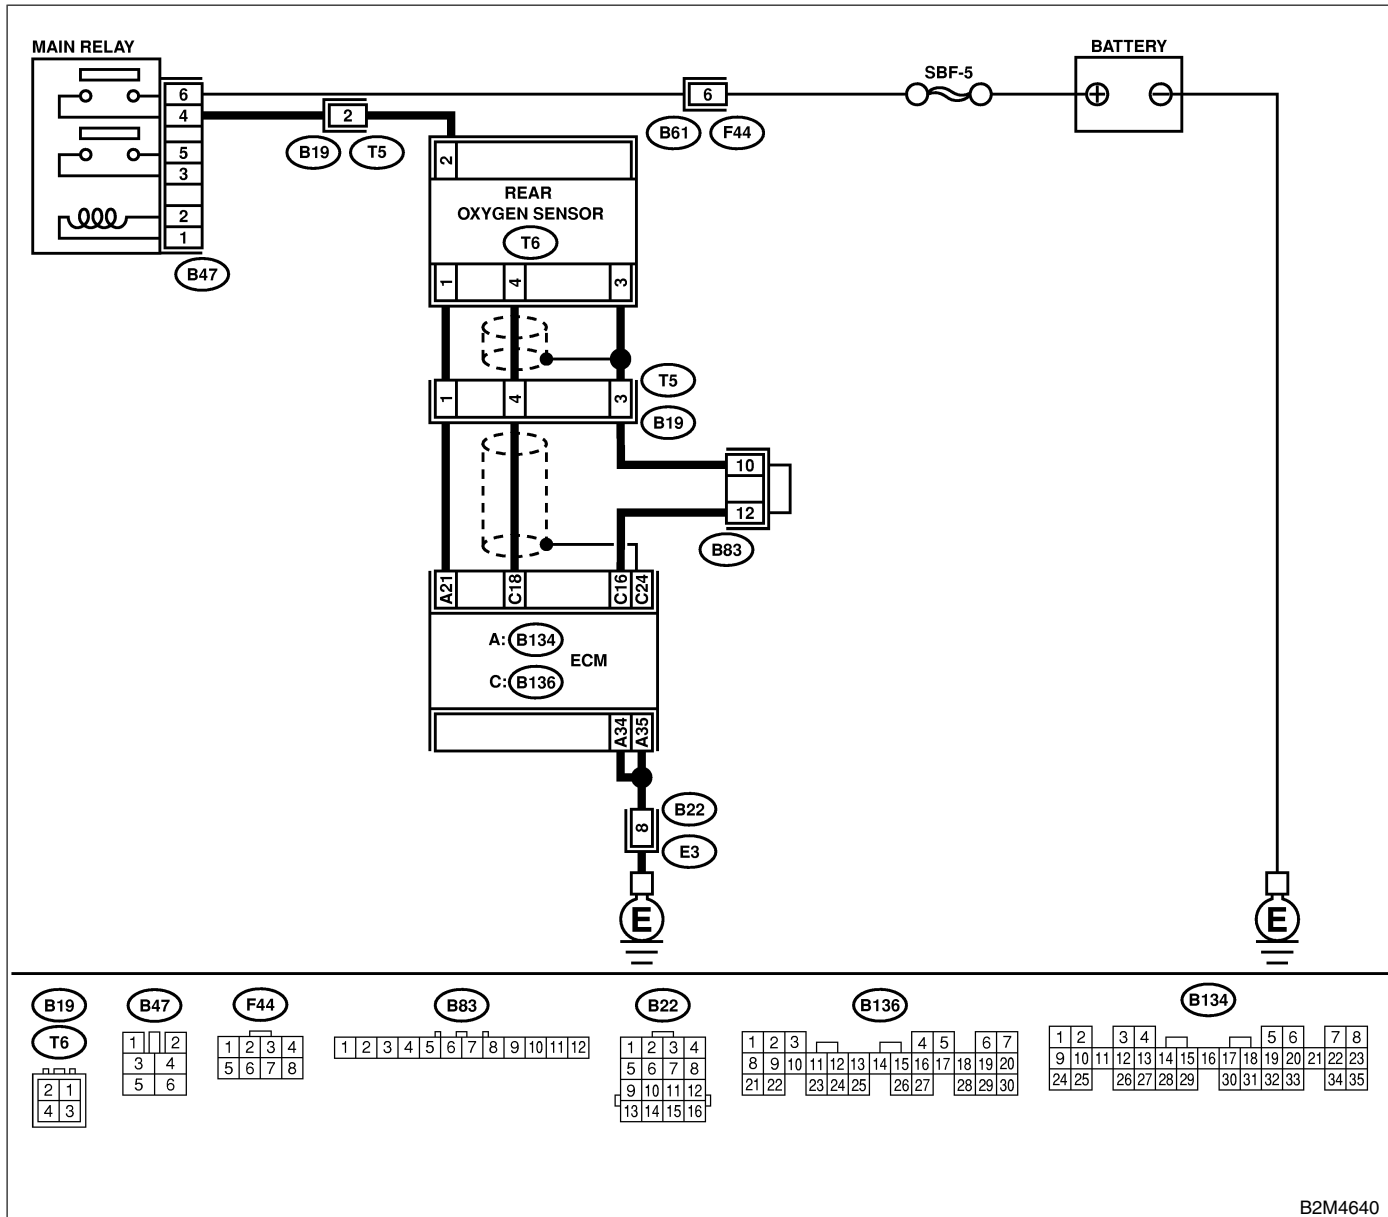 MAIN RELAY
BATTERY
SBF-5
6
4
5
3
2
1
B47
2
B19 T5
6
B61 F44
2
REAR
OXYGEN SENSOR
T6
1 4 3
T5
1 4 3
B19
10
12
B83
A21 C18 C16 C24
A: B134
ECM
C: B136
A34 A35
B22
8
E3
E
E
B19
T6
2 1
4 3
B47
1 2
3 4
5 6
F44
1 2 3 4
5 6 7 8
B83
1 2 3 4 5 6 7 8 9 10 11 12
B22
1 2 3 4
5 6 7 8
9 10 11 12
13 14 15 16
B136
1 2 3 4 5 6 7
8 9 10 11 12 13 14 15 16 17 18 19 20
21 22 23 24 25 26 27 28 29 30
B134
1 2 3 4 5 6 7 8
9 10 11 12 13 14 15 16 17 18 19 20 21 22 23
24 25 26 27 28 29 30 31 32 33 34 35
B2M4640